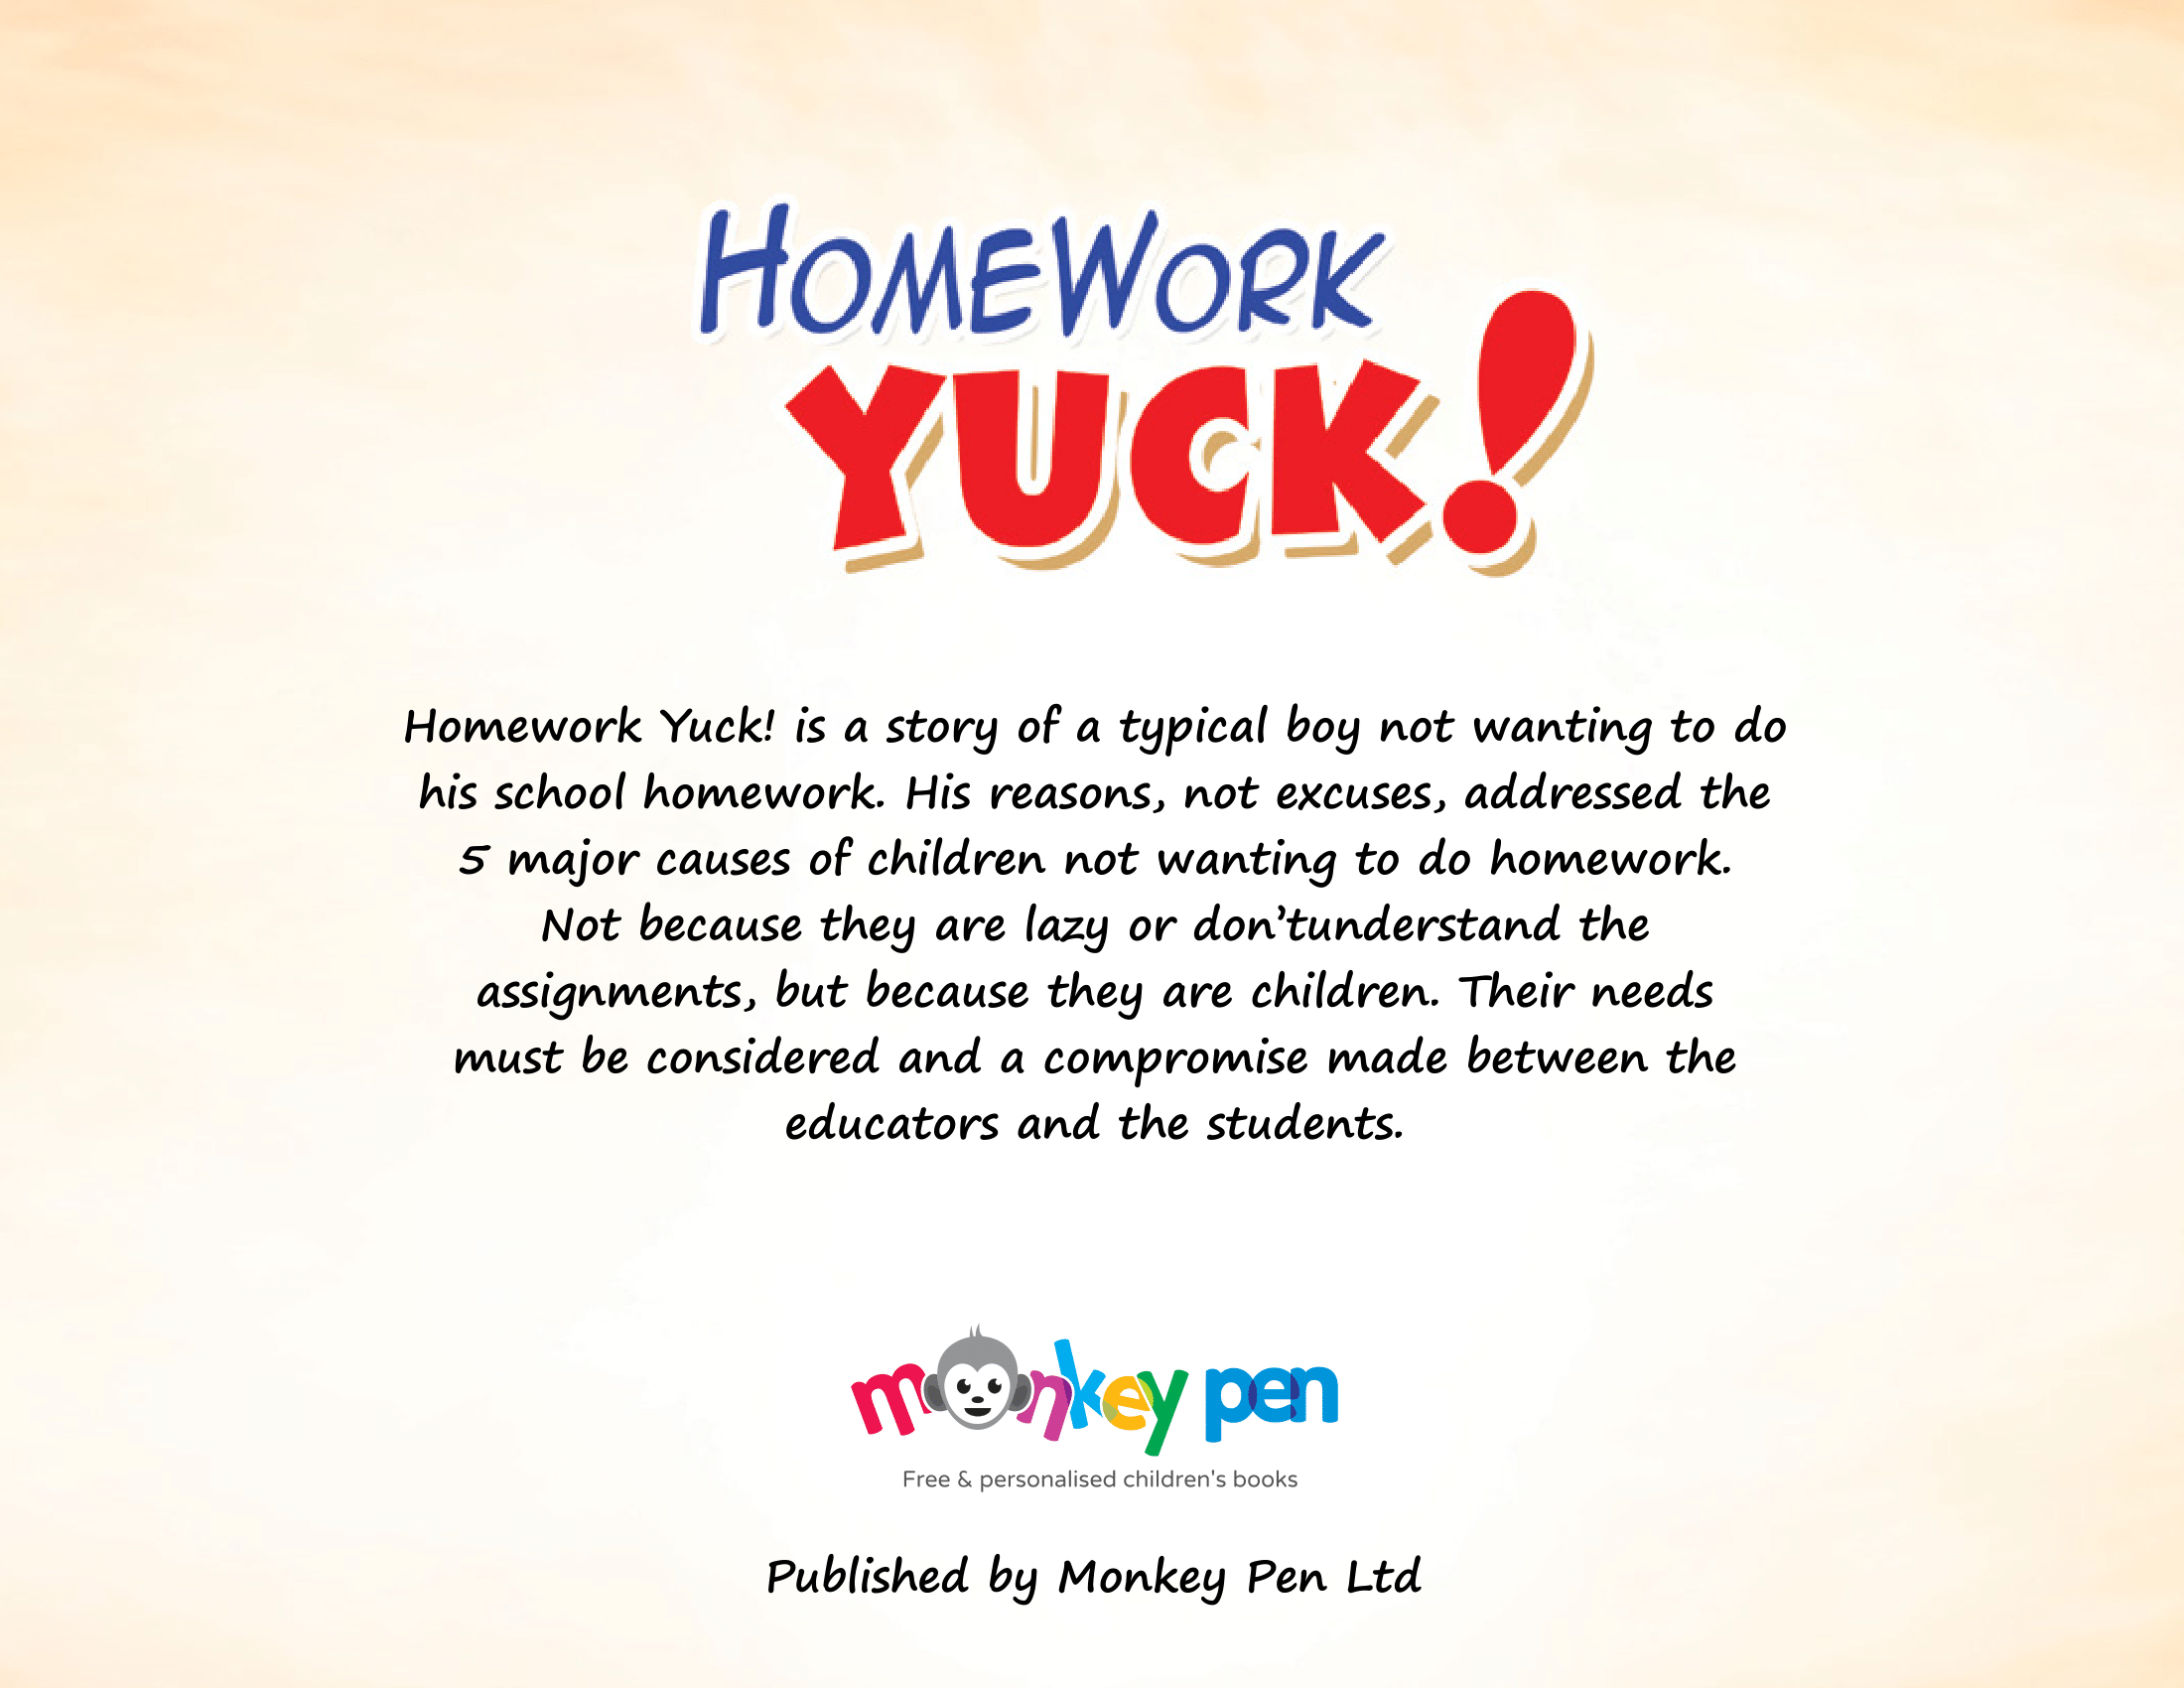 HOMEWORK
YUCK!
Homework Yuck! is a story of a typical boy not wanting to do
his school homework. His reasons, not excuses, addressed the
5 major causes of children not wanting to do homework.
Not because they are lazy or don’tunderstand the
assignments, but because they are children. Their needs
must be considered and a compromise made between the
educators and the students.
monkey pen
Free & personalised children's books
Published by Monkey Pen Ltd